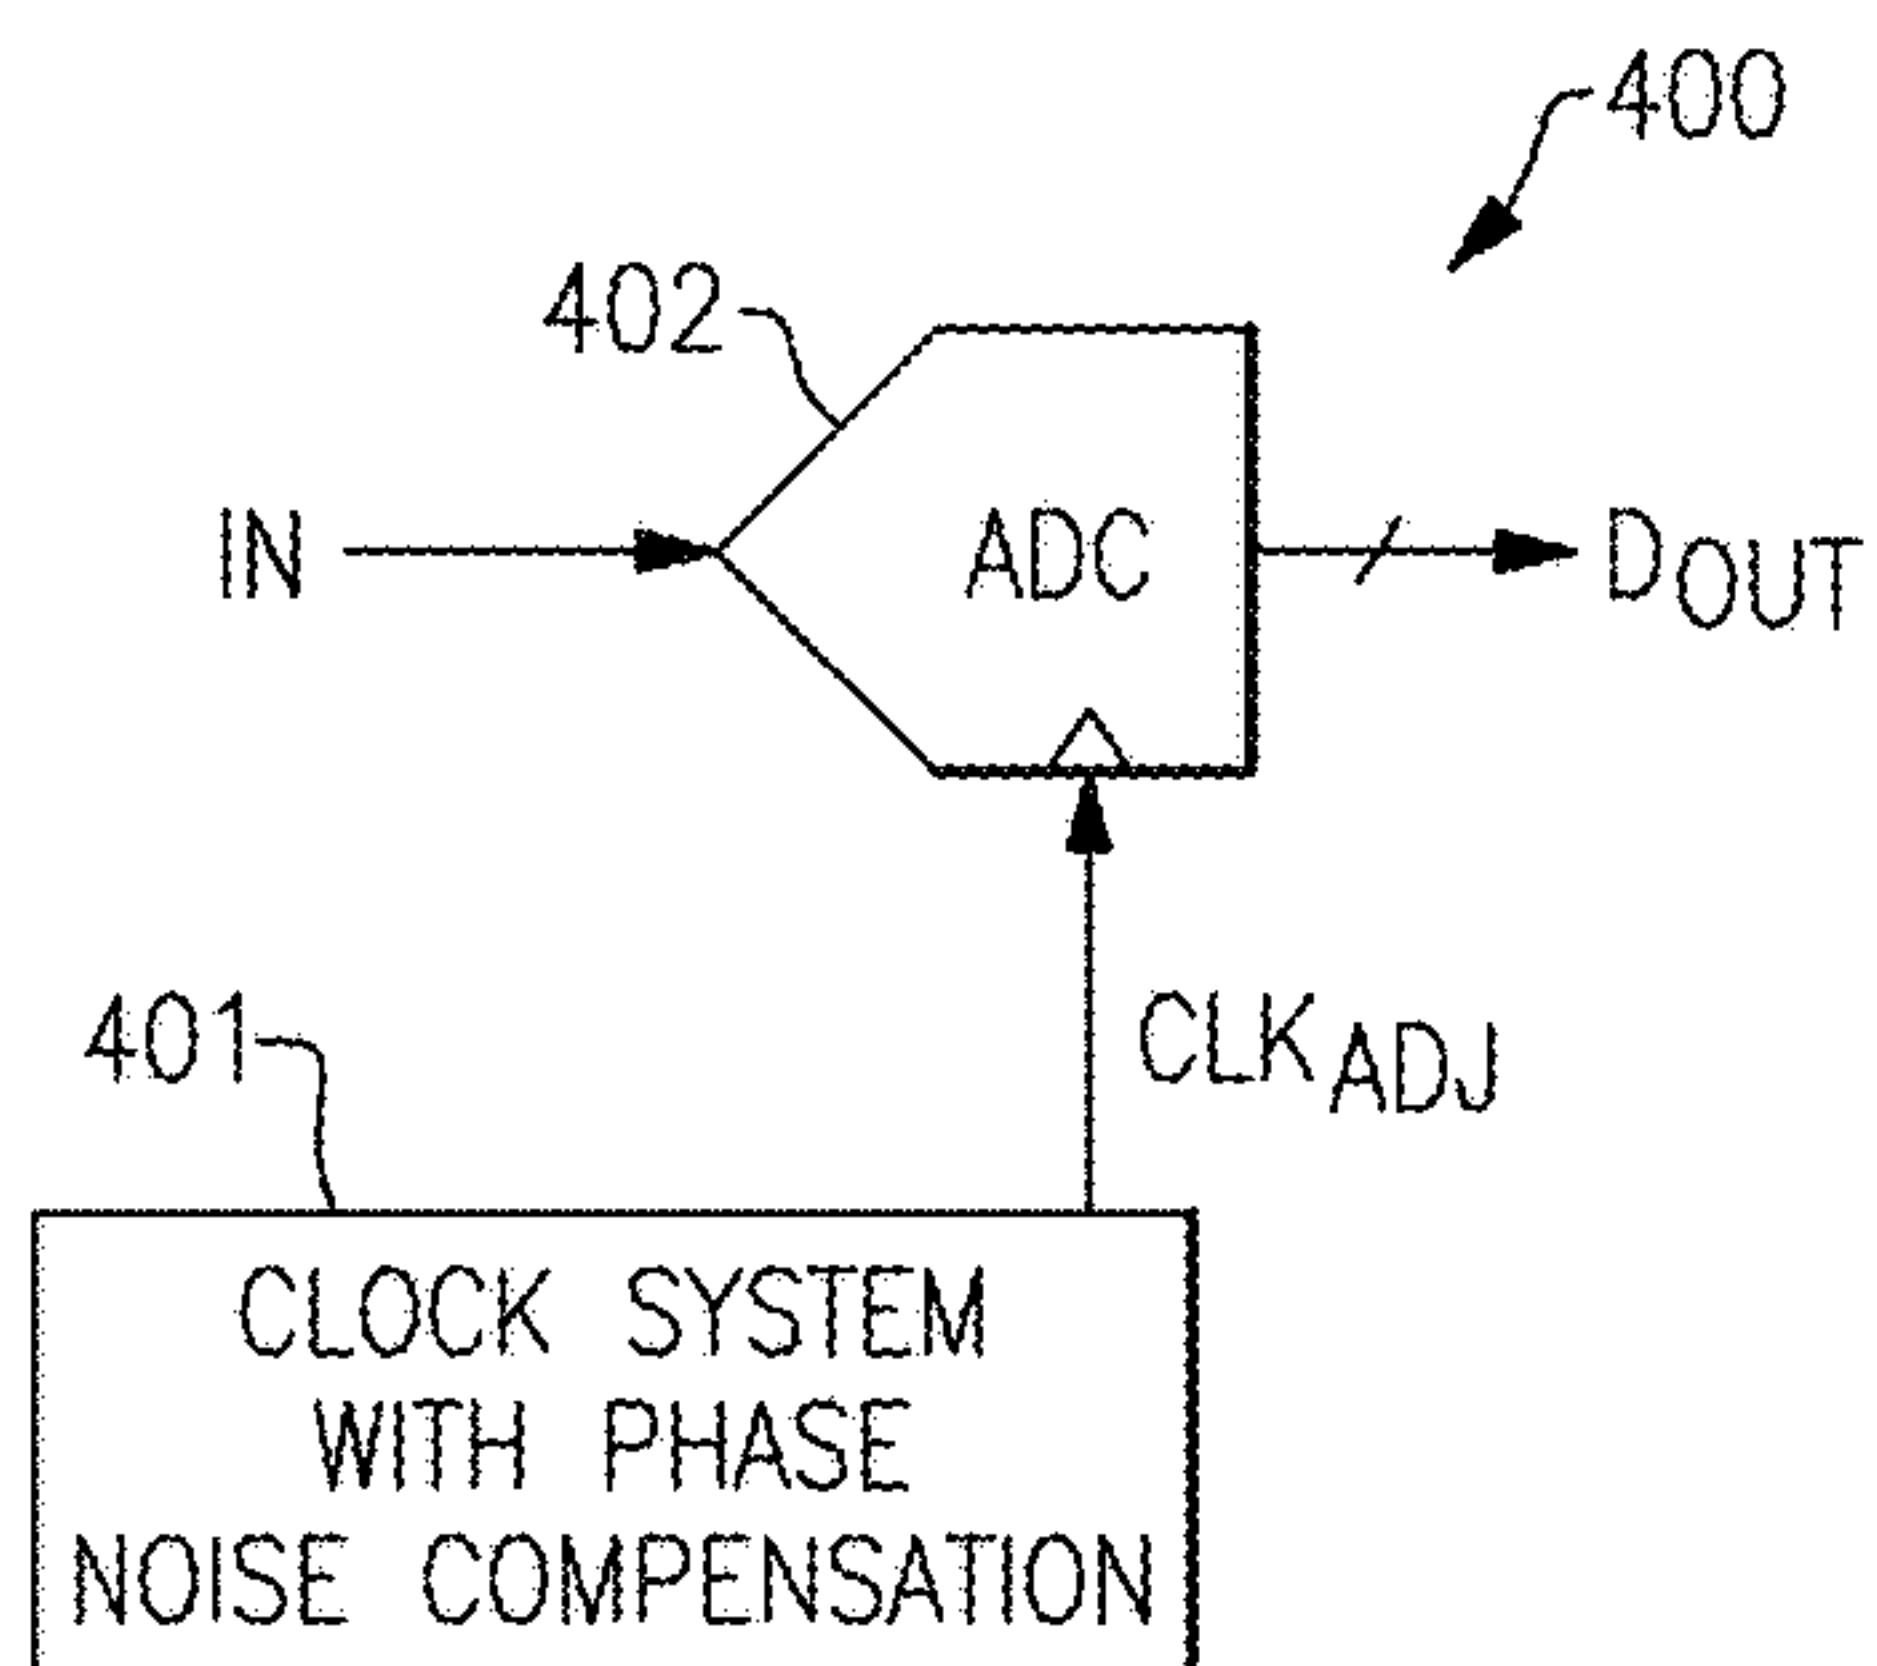 400
402
IN
ADC
DOUT
401
CLKADJ
CLOCK SYSTEM
WITH PHASE
NOISE COMPENSATION